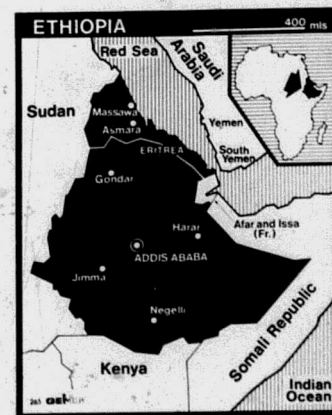 ETHIOPIA
400 mls
Red Sea
Saudi
Arabia
Sudan
Massawa
Asmara
Yemen
ERITREA
South
Yemen
Gondar
Harar
Afar and Issa
(Fr.)
ADDIS ABABA
Jimma
Negelli
Somali Republic
Kenya
Indian
Ocean